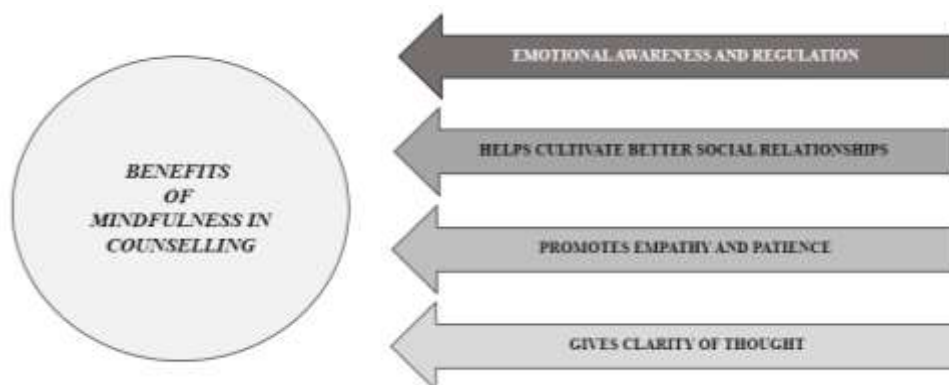 BENEFITS
OF
MINDFULNESS IN
COUNSELLING
EMOTIONAL AWARENESS AND REGULATION
HELPS CULTIVATE BETTER SOCIAL RELATIONSHIPS
PROMOTES EMPATHY AND PATIENCE
GIVES CLARITY OF THOUGHT